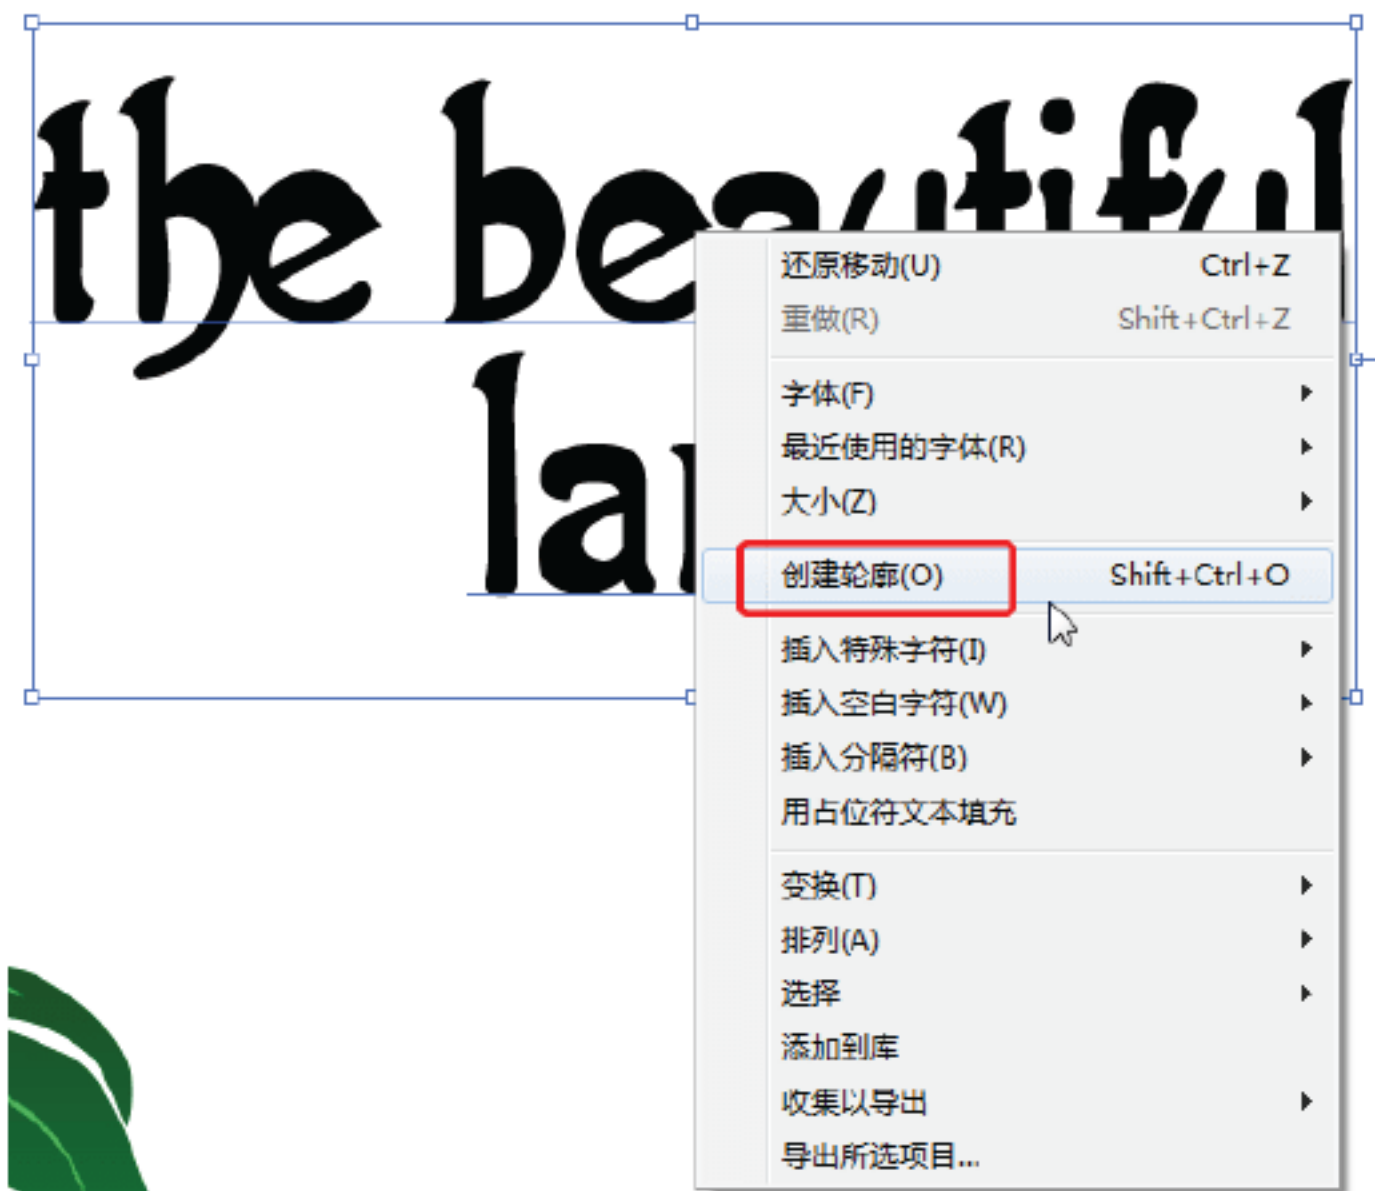 the beautiful
还原移动(U) Ctrl+Z
重做(R) Shift+Ctrl+Z
字体(F)
最近使用的字体(R)
大小(Z)
创建轮廓(O) Shift+Ctrl+O
插入特殊字符(I)
插入空白字符(W)
插入分隔符(B)
用占位符文本填充
变换(T)
排列(A)
选择
添加到库
收集以导出
导出所选项目...